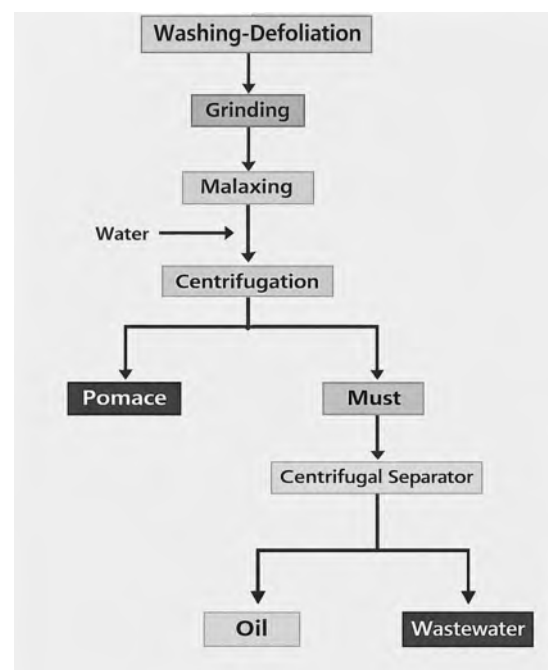 Washing-Defoliation
Grinding
Malaxing
Water
Centrifugation
Pomace
Must
Centrifugal Separator
Oil
Wastewater